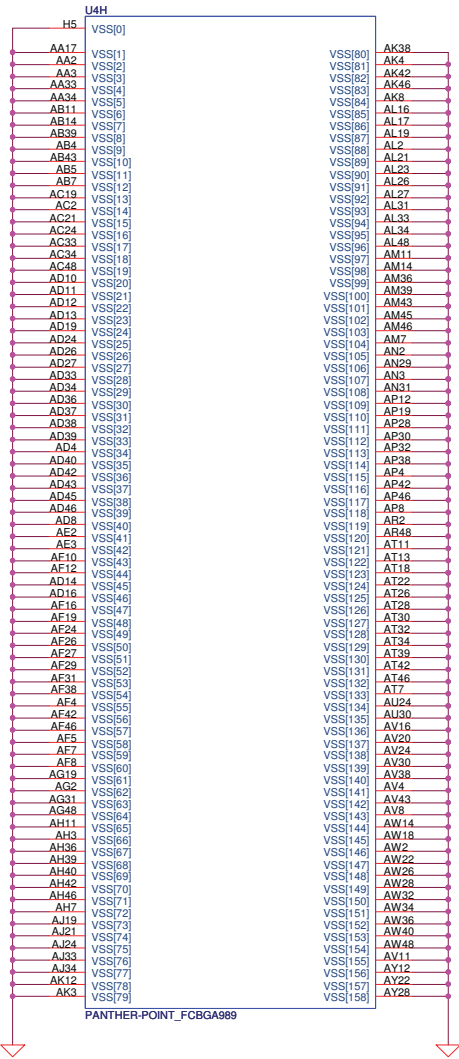 U4H
H5 VSS[0]
AA17 VSS[1] VSS[80] AK38
AA2 VSS[2] VSS[81] AK4
AA3 VSS[3] VSS[82] AK42
AA33 VSS[4] VSS[83] AK46
AA34 VSS[5] VSS[84] AK8
AB11 VSS[6] VSS[85] AL16
AB14 VSS[7] VSS[86] AL17
AB39 VSS[8] VSS[87] AL19
AB4 VSS[9] VSS[88] AL2
AB43 VSS[10] VSS[89] AL21
AB5 VSS[11] VSS[90] AL23
AB7 VSS[12] VSS[91] AL26
AC19 VSS[13] VSS[92] AL27
AC2 VSS[14] VSS[93] AL31
AC21 VSS[15] VSS[94] AL33
AC24 VSS[16] VSS[95] AL34
AC33 VSS[17] VSS[96] AL48
AC34 VSS[18] VSS[97] AM11
AC48 VSS[19] VSS[98] AM14
AD10 VSS[20] VSS[99] AM36
AD11 VSS[21] VSS[100] AM39
AD12 VSS[22] VSS[101] AM43
AD13 VSS[23] VSS[102] AM45
AD19 VSS[24] VSS[103] AM46
AD24 VSS[25] VSS[104] AM7
AD26 VSS[26] VSS[105] AN2
AD27 VSS[27] VSS[106] AN29
AD33 VSS[28] VSS[107] AN3
AD34 VSS[29] VSS[108] AN31
AD36 VSS[30] VSS[109] AP12
AD37 VSS[31] VSS[110] AP19
AD38 VSS[32] VSS[111] AP28
AD39 VSS[33] VSS[112] AP30
AD4 VSS[34] VSS[113] AP32
AD40 VSS[35] VSS[114] AP38
AD42 VSS[36] VSS[115] AP4
AD43 VSS[37] VSS[116] AP42
AD45 VSS[38] VSS[117] AP46
AD46 VSS[39] VSS[118] AP8
AD8 VSS[40] VSS[119] AR2
AE2 VSS[41] VSS[120] AR48
AE3 VSS[42] VSS[121] AT11
AF10 VSS[43] VSS[122] AT13
AF12 VSS[44] VSS[123] AT18
AD14 VSS[45] VSS[124] AT22
AD16 VSS[46] VSS[125] AT26
AF16 VSS[47] VSS[126] AT28
AF19 VSS[48] VSS[127] AT30
AF24 VSS[49] VSS[128] AT32
AF26 VSS[50] VSS[129] AT34
AF27 VSS[51] VSS[130] AT39
AF29 VSS[52] VSS[131] AT42
AF31 VSS[53] VSS[132] AT46
AF38 VSS[54] VSS[133] AT7
AF4 VSS[55] VSS[134] AU24
AF42 VSS[56] VSS[135] AU30
AF46 VSS[57] VSS[136] AV16
AF5 VSS[58] VSS[137] AV20
AF7 VSS[59] VSS[138] AV24
AF8 VSS[60] VSS[139] AV30
AG19 VSS[61] VSS[140] AV38
AG2 VSS[62] VSS[141] AV4
AG31 VSS[63] VSS[142] AV43
AG48 VSS[64] VSS[143] AV8
AH11 VSS[65] VSS[144] AW14
AH3 VSS[66] VSS[145] AW18
AH36 VSS[67] VSS[146] AW2
AH39 VSS[68] VSS[147] AW22
AH40 VSS[69] VSS[148] AW26
AH42 VSS[70] VSS[149] AW28
AH46 VSS[71] VSS[150] AW32
AH7 VSS[72] VSS[151] AW34
AJ19 VSS[73] VSS[152] AW36
AJ21 VSS[74] VSS[153] AW40
AJ24 VSS[75] VSS[154] AW48
AJ33 VSS[76] VSS[155] AV11
AJ34 VSS[77] VSS[156] AY12
AK12 VSS[78] VSS[157] AY22
AK3 VSS[79] VSS[158] AY28
PANTHER-POINT_FCBGA989